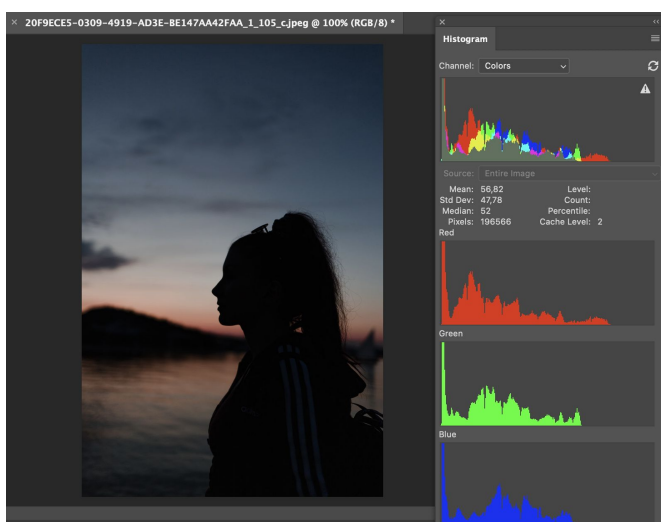 × 20F9ECE5-0309-4919-AD3E-BE147AA42FAA_1_105_c.jpeg @ 100% (RGB/8) *
Histogram
Channel: Colors
Source: Entire Image
Mean: 56,82 Level:
Std Dev: 47,78 Count:
Median: 52 Percentile:
Pixels: 196566 Cache Level: 2
Red
Green
Blue